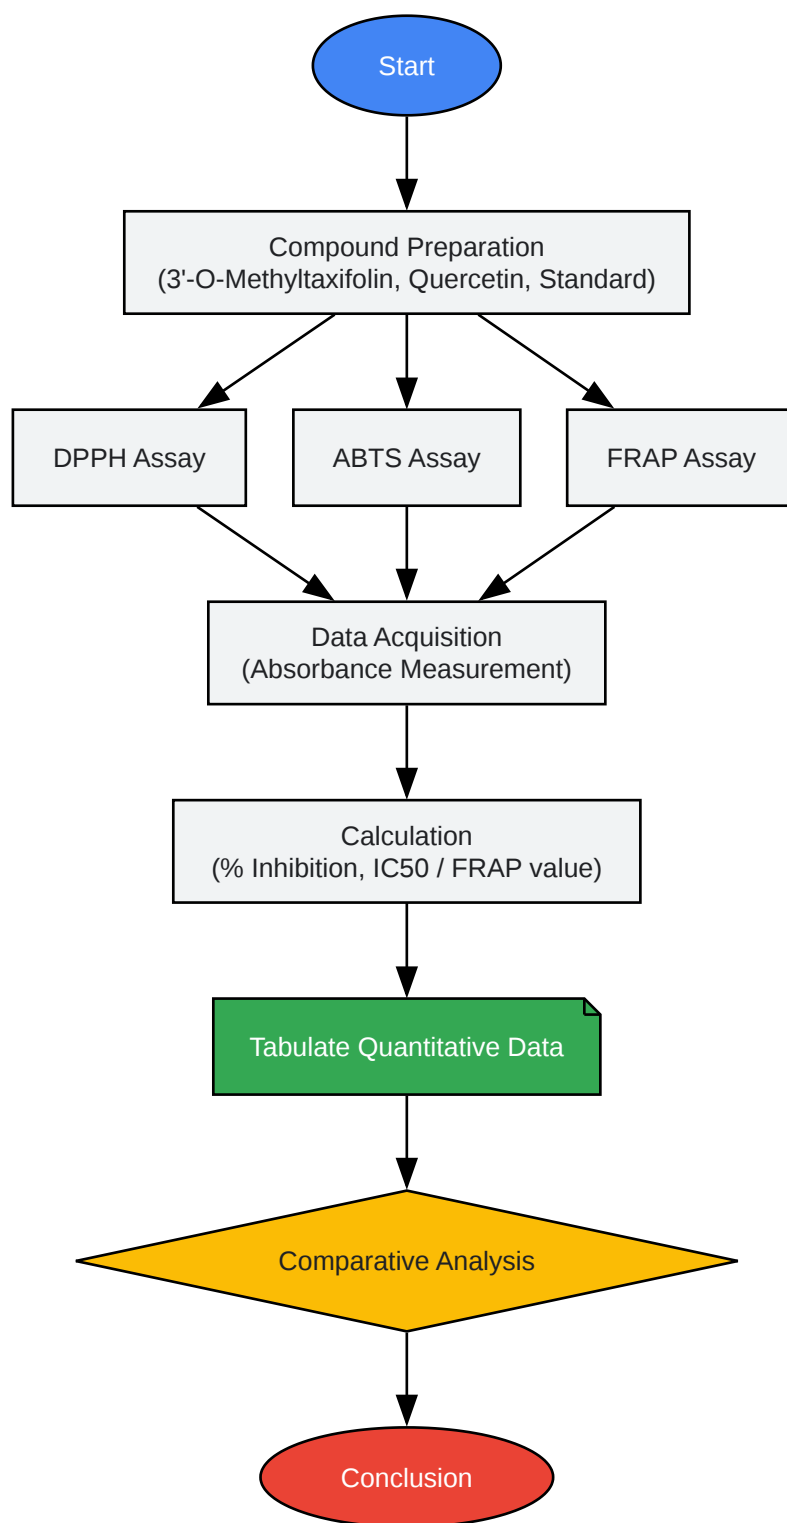 Start
Compound Preparation
(3'-O-Methyltaxifolin, Quercetin, Standard)
DPPH Assay
ABTS Assay
FRAP Assay
Data Acquisition
(Absorbance Measurement)
Calculation
(% Inhibition, IC50 / FRAP value)
Tabulate Quantitative Data
Comparative Analysis
Conclusion